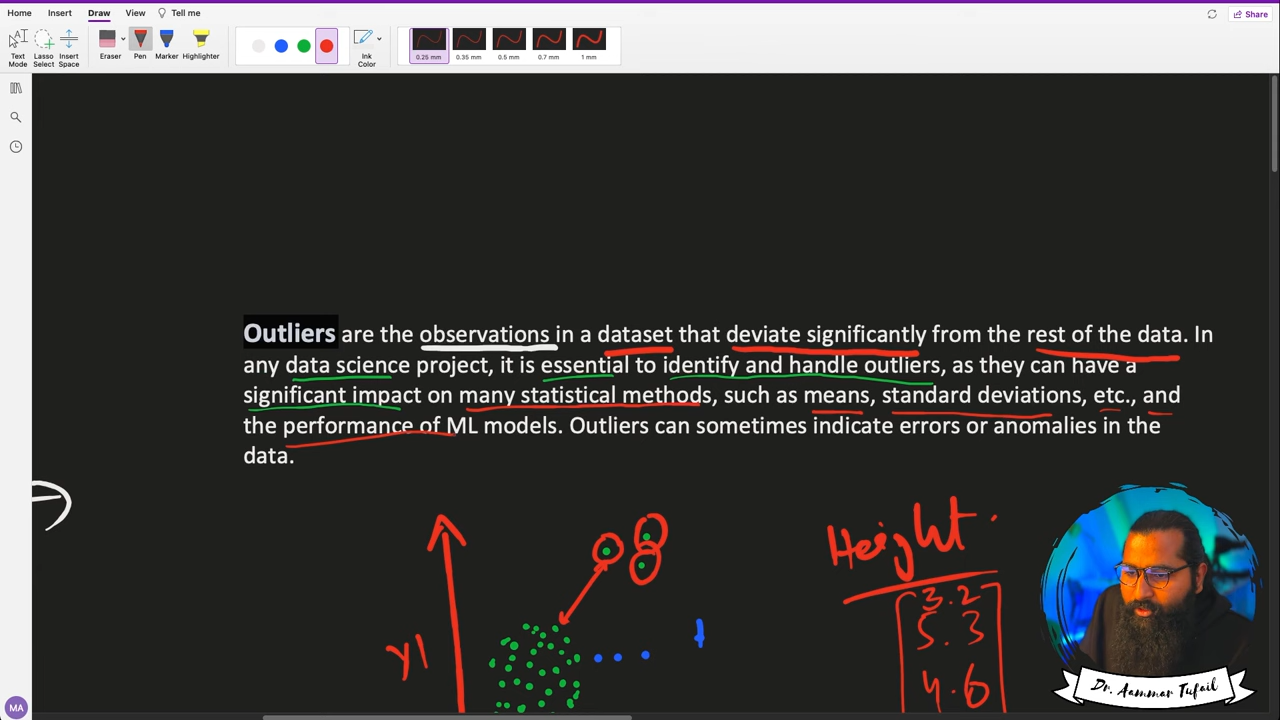 Home Insert Draw View Tell me
Share
Text Mode
Lasso Select
Insert Space
Eraser
Pen
Marker
Highlighter
Ink Color
0.25 mm
0.35 mm
0.5 mm
0.7 mm
1 mm
Outliers are the observations in a dataset that deviate significantly from the rest of the data. In
any data science project, it is essential to identify and handle outliers, as they can have a
significant impact on many statistical methods, such as means, standard deviations, etc., and
the performance of ML models. Outliers can sometimes indicate errors or anomalies in the
data.
Height
3.2
5.3
4.6
y1
MA
Dr. Aammar Tufail